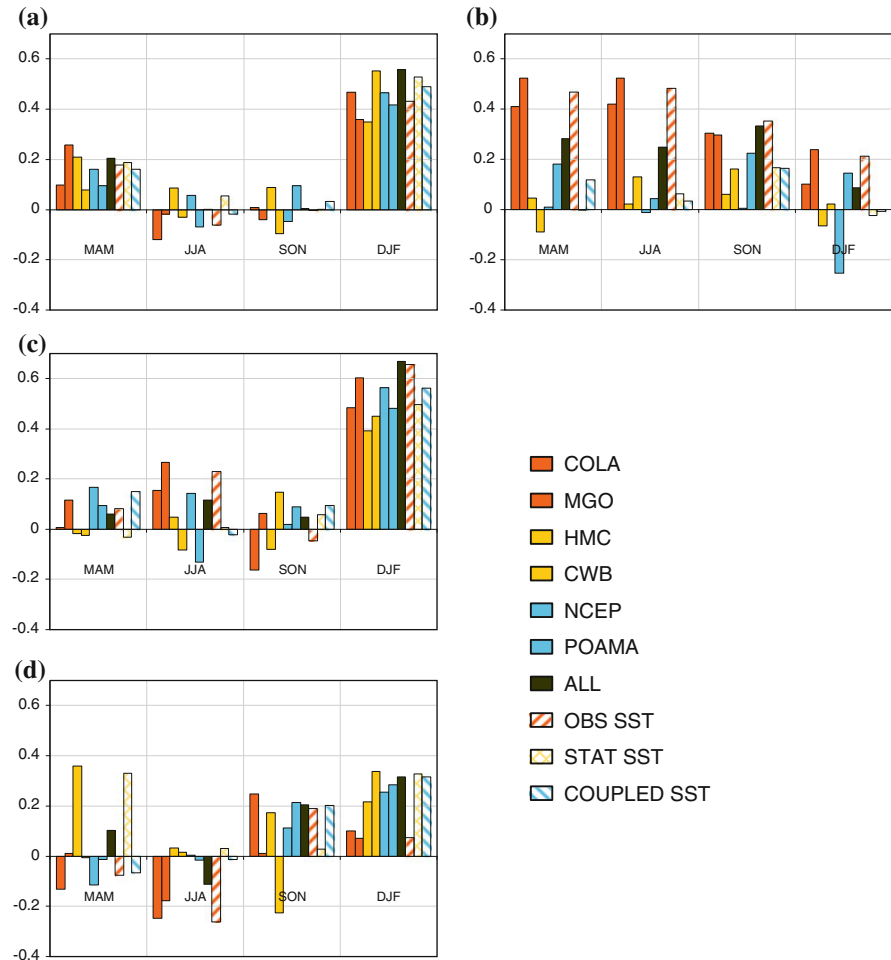 (a)
0.6
0.4
0.2
0
-0.2
-0.4
MAM JJA SON DJF
(b)
0.6
0.4
0.2
0
-0.2
-0.4
MAM JJA SON DJF
(c)
0.6
0.4
0.2
0
-0.2
-0.4
MAM JJA SON DJF
COLA
MGO
HMC
CWB
NCEP
POAMA
ALL
OBS SST
STAT SST
COUPLED SST
(d)
0.6
0.4
0.2
0
-0.2
-0.4
MAM JJA SON DJF